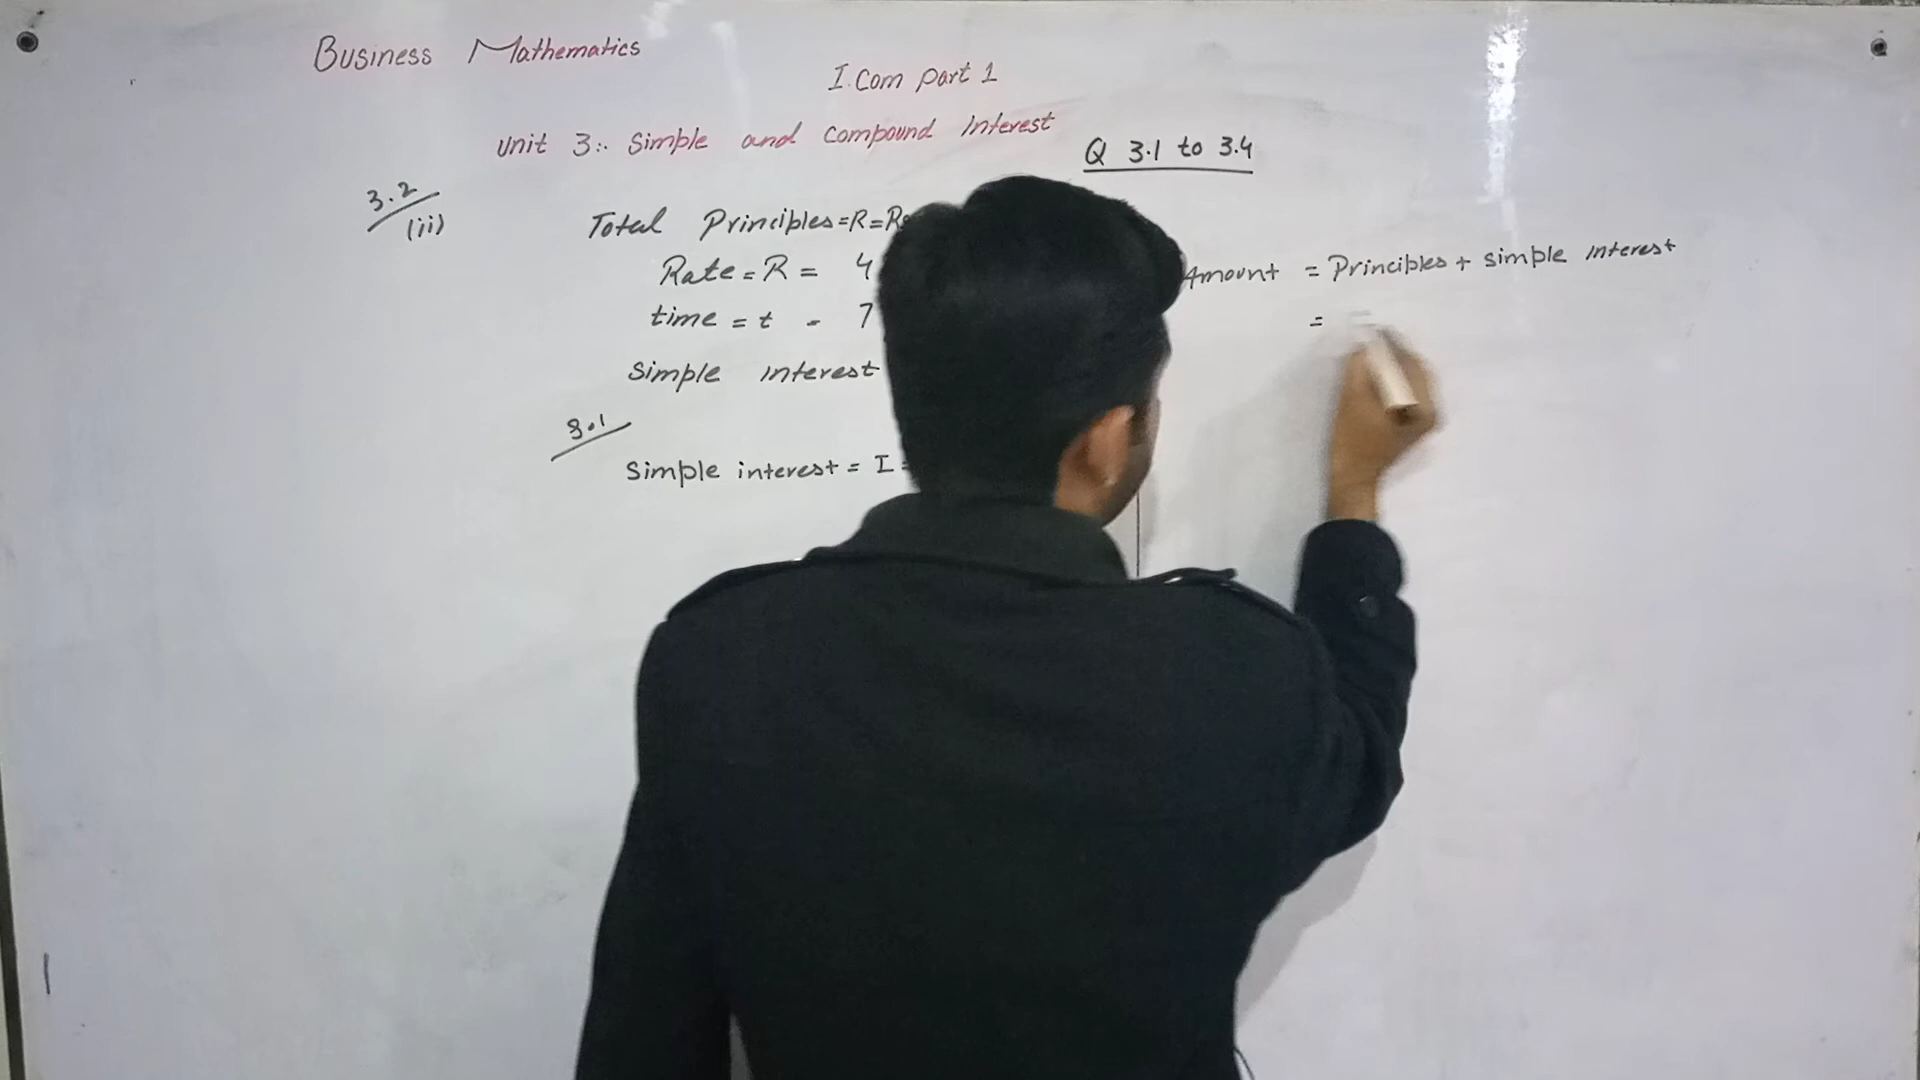 Business Mathematics
I.Com part 1
Unit 3:- Simple and Compound Interest
Q 3.1 to 3.4
3.2
(ii)
Total Principles=R=Rs
Rate=R= 4
time = t - 7
Simple interest
3.1
Simple interest = I =
Amount = Principles + simple interest
=